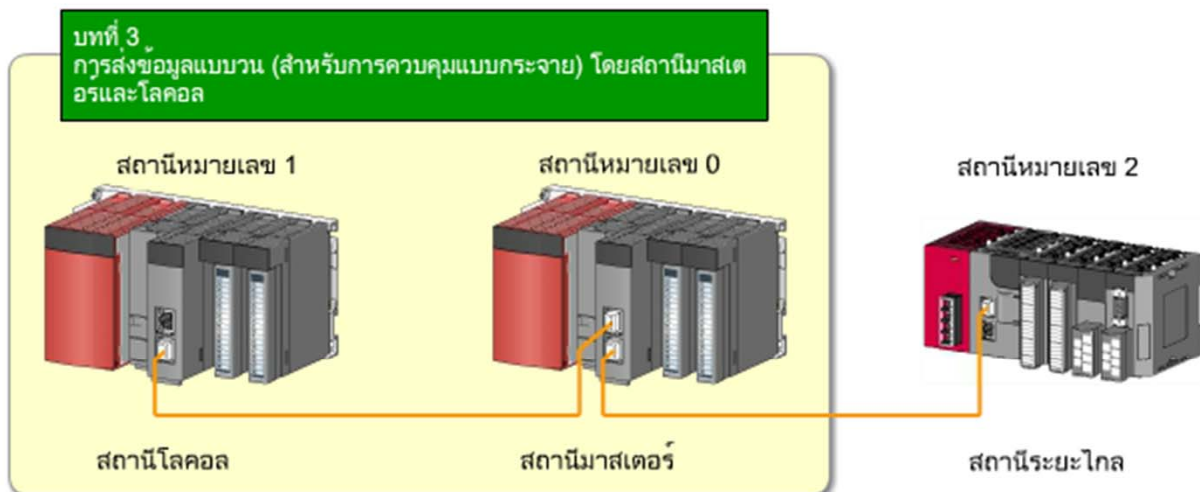 บทที่ 3
การส่งข้อมูลแบบวน (สำหรับการควบคุมแบบกระจาย) โดยสถานีมาสเต
อร์และโลคอล
สถานีหมายเลข 1
สถานีหมายเลข 0
สถานีหมายเลข 2
สถานีโลคอล
สถานีมาสเตอร์
สถานีระยะไกล